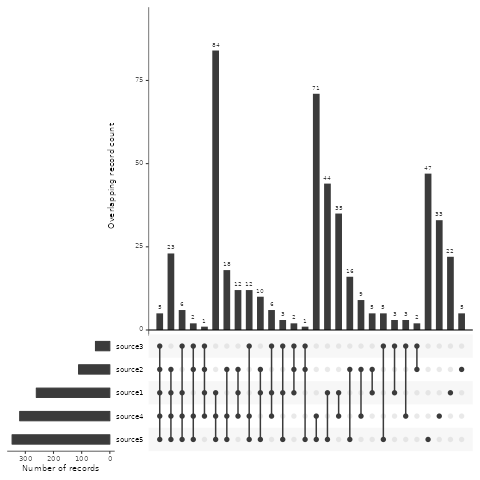 84
71
75
Overlapping record count
50
47
44
35
33
25
23
22
18
16
12 12
10
9
6 6
5 5 5 5
3 3 3
2 2 2
1 1
0
source3
source2
source1
source4
source5
300 200 100 0
Number of records